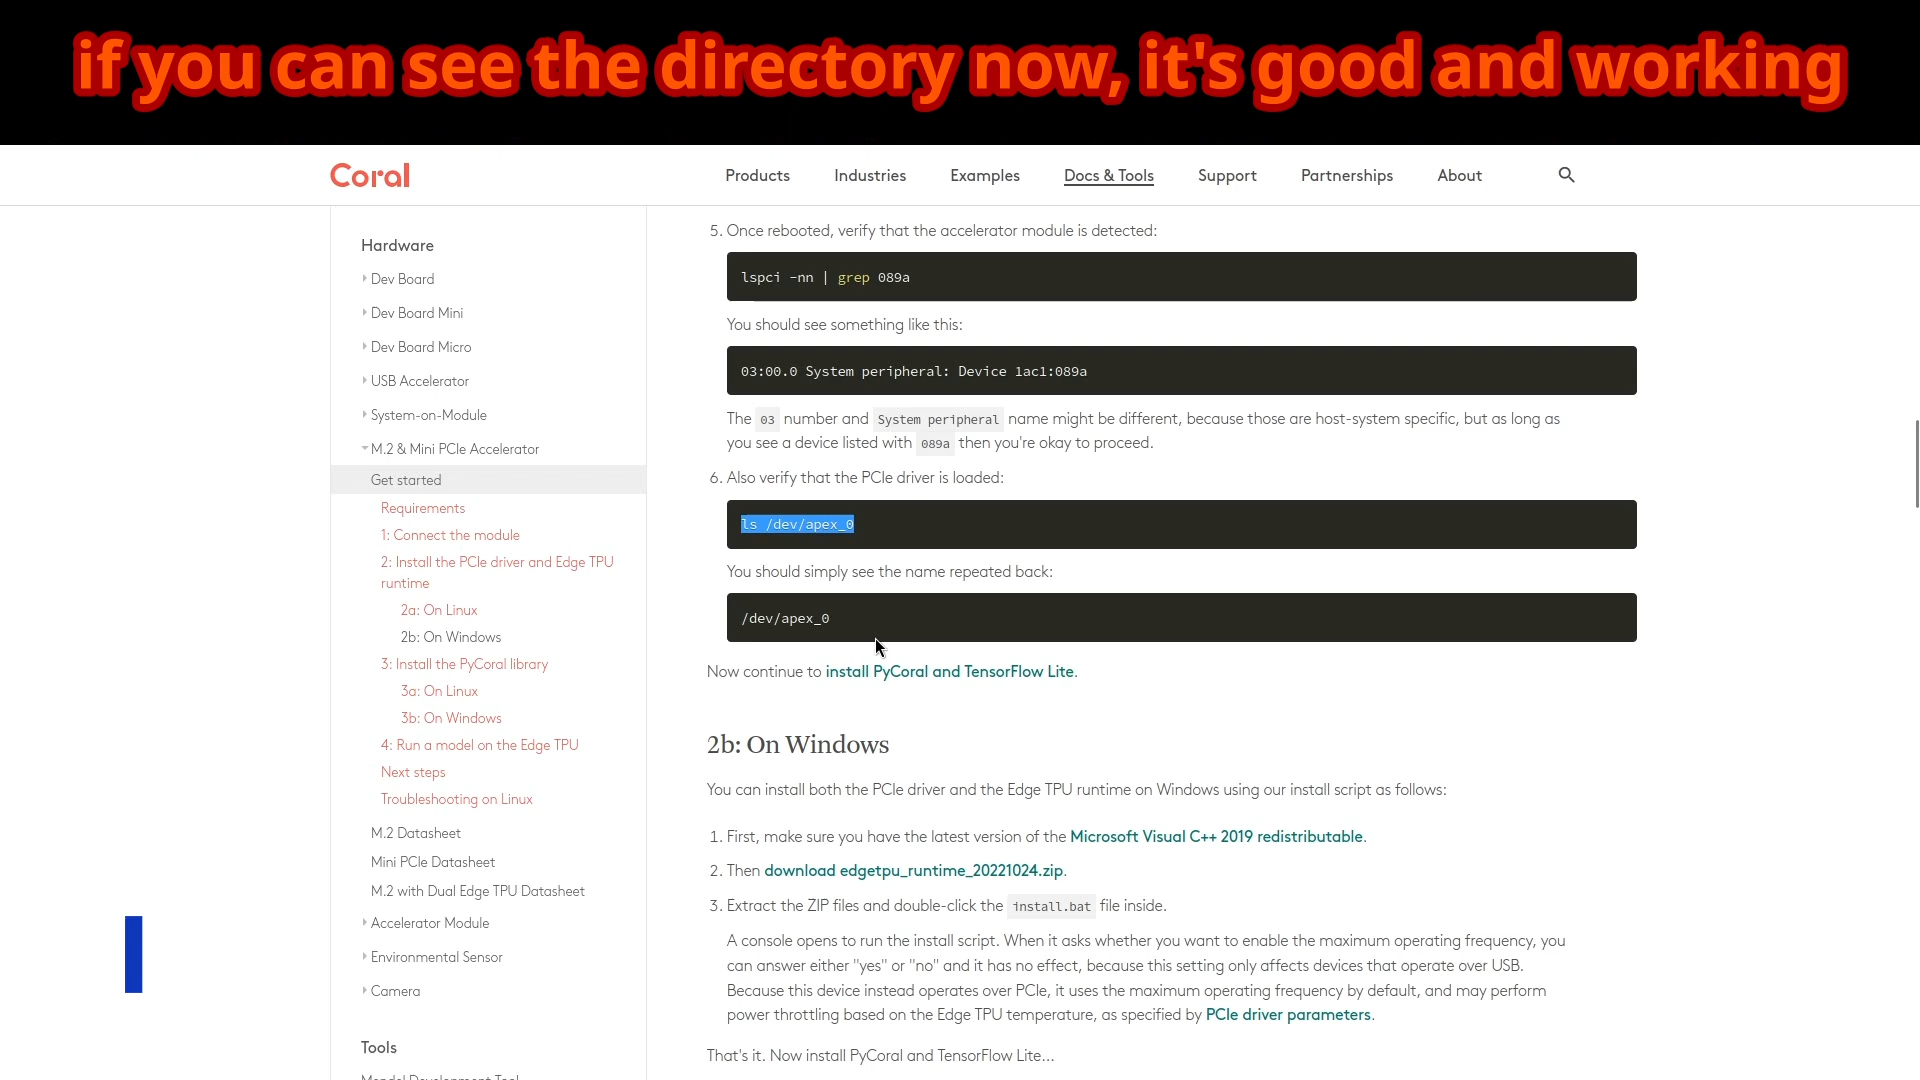 if you can see the directory now, it's good and working
Coral
Products
Industries
Examples
Docs & Tools
Support
Partnerships
About
Hardware
Dev Board
Dev Board Mini
Dev Board Micro
USB Accelerator
System-on-Module
M.2 & Mini PCIe Accelerator
Get started
Requirements
1: Connect the module
2: Install the PCIe driver and Edge TPU
runtime
2a: On Linux
2b: On Windows
3: Install the PyCoral library
3a: On Linux
3b: On Windows
4: Run a model on the Edge TPU
Next steps
Troubleshooting on Linux
M.2 Datasheet
Mini PCIe Datasheet
M.2 with Dual Edge TPU Datasheet
Accelerator Module
Environmental Sensor
Camera
Tools
5. Once rebooted, verify that the accelerator module is detected:
lspci -nn | grep 089a
You should see something like this:
03:00.0 System peripheral: Device 1ac1:089a
The 03 number and System peripheral name might be different, because those are host-system specific, but as long as
you see a device listed with 089a then you're okay to proceed.
6. Also verify that the PCIe driver is loaded:
ls /dev/apex_0
You should simply see the name repeated back:
/dev/apex_0
Now continue to install PyCoral and TensorFlow Lite.
2b: On Windows
You can install both the PCIe driver and the Edge TPU runtime on Windows using our install script as follows:
1. First, make sure you have the latest version of the Microsoft Visual C++ 2019 redistributable.
2. Then download edgetpu_runtime_20221024.zip.
3. Extract the ZIP files and double-click the install.bat file inside.
A console opens to run the install script. When it asks whether you want to enable the maximum operating frequency, you
can answer either "yes" or "no" and it has no effect, because this setting only affects devices that operate over USB.
Because this device instead operates over PCIe, it uses the maximum operating frequency by default, and may perform
power throttling based on the Edge TPU temperature, as specified by PCIe driver parameters.
That's it. Now install PyCoral and TensorFlow Lite...